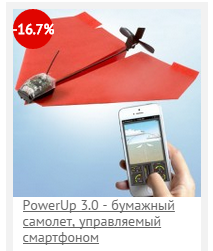 -16.7%
PowerUp 3.0 - бумажный
самолет, управляемый
смартфоном